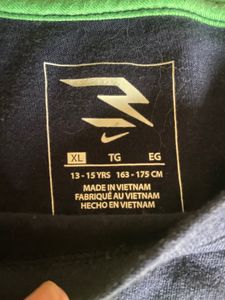 XL TG EG
13 - 15 YRS 163 - 175 CM
MADE IN VIETNAM
FABRIQUÉ AU VIETNAM
HECHO EN VIETNAM